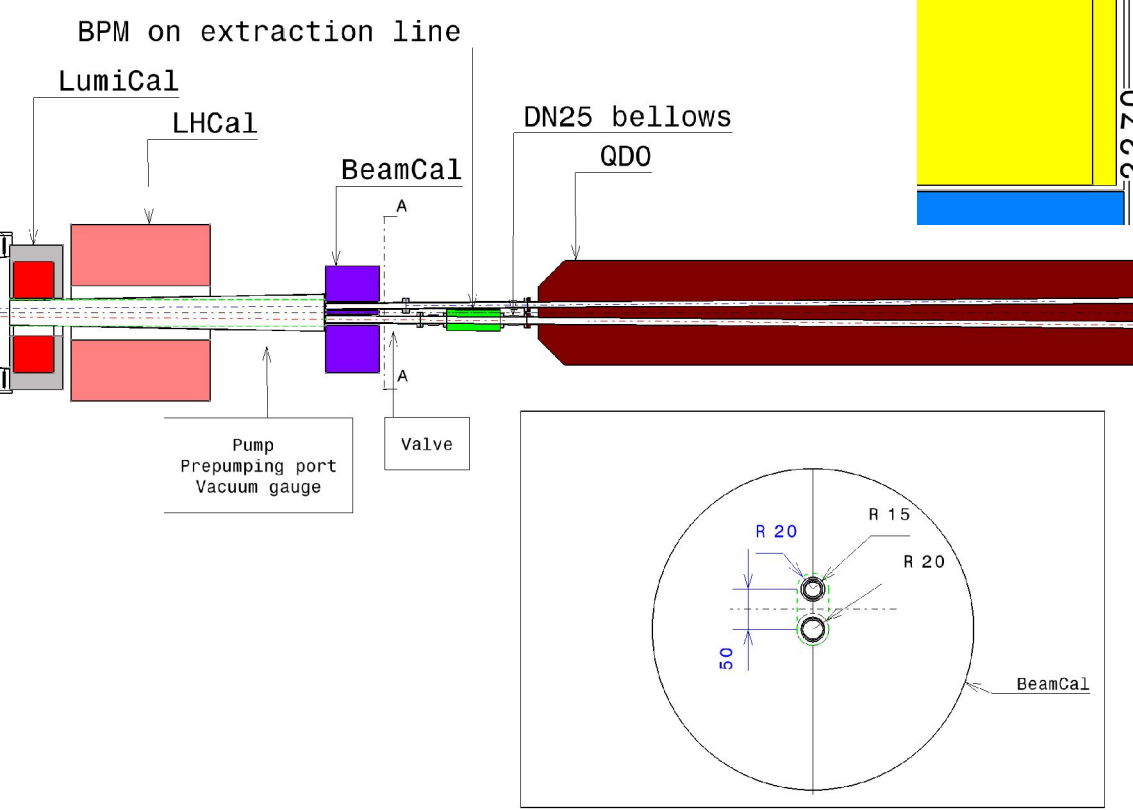 BPM on extraction line
LumiCal
LHCal
DN25 bellows
QD0
BeamCal
A
A
Pump
Prepumping port
Vacuum gauge
Valve
R 20
R 15
R 20
50
BeamCal